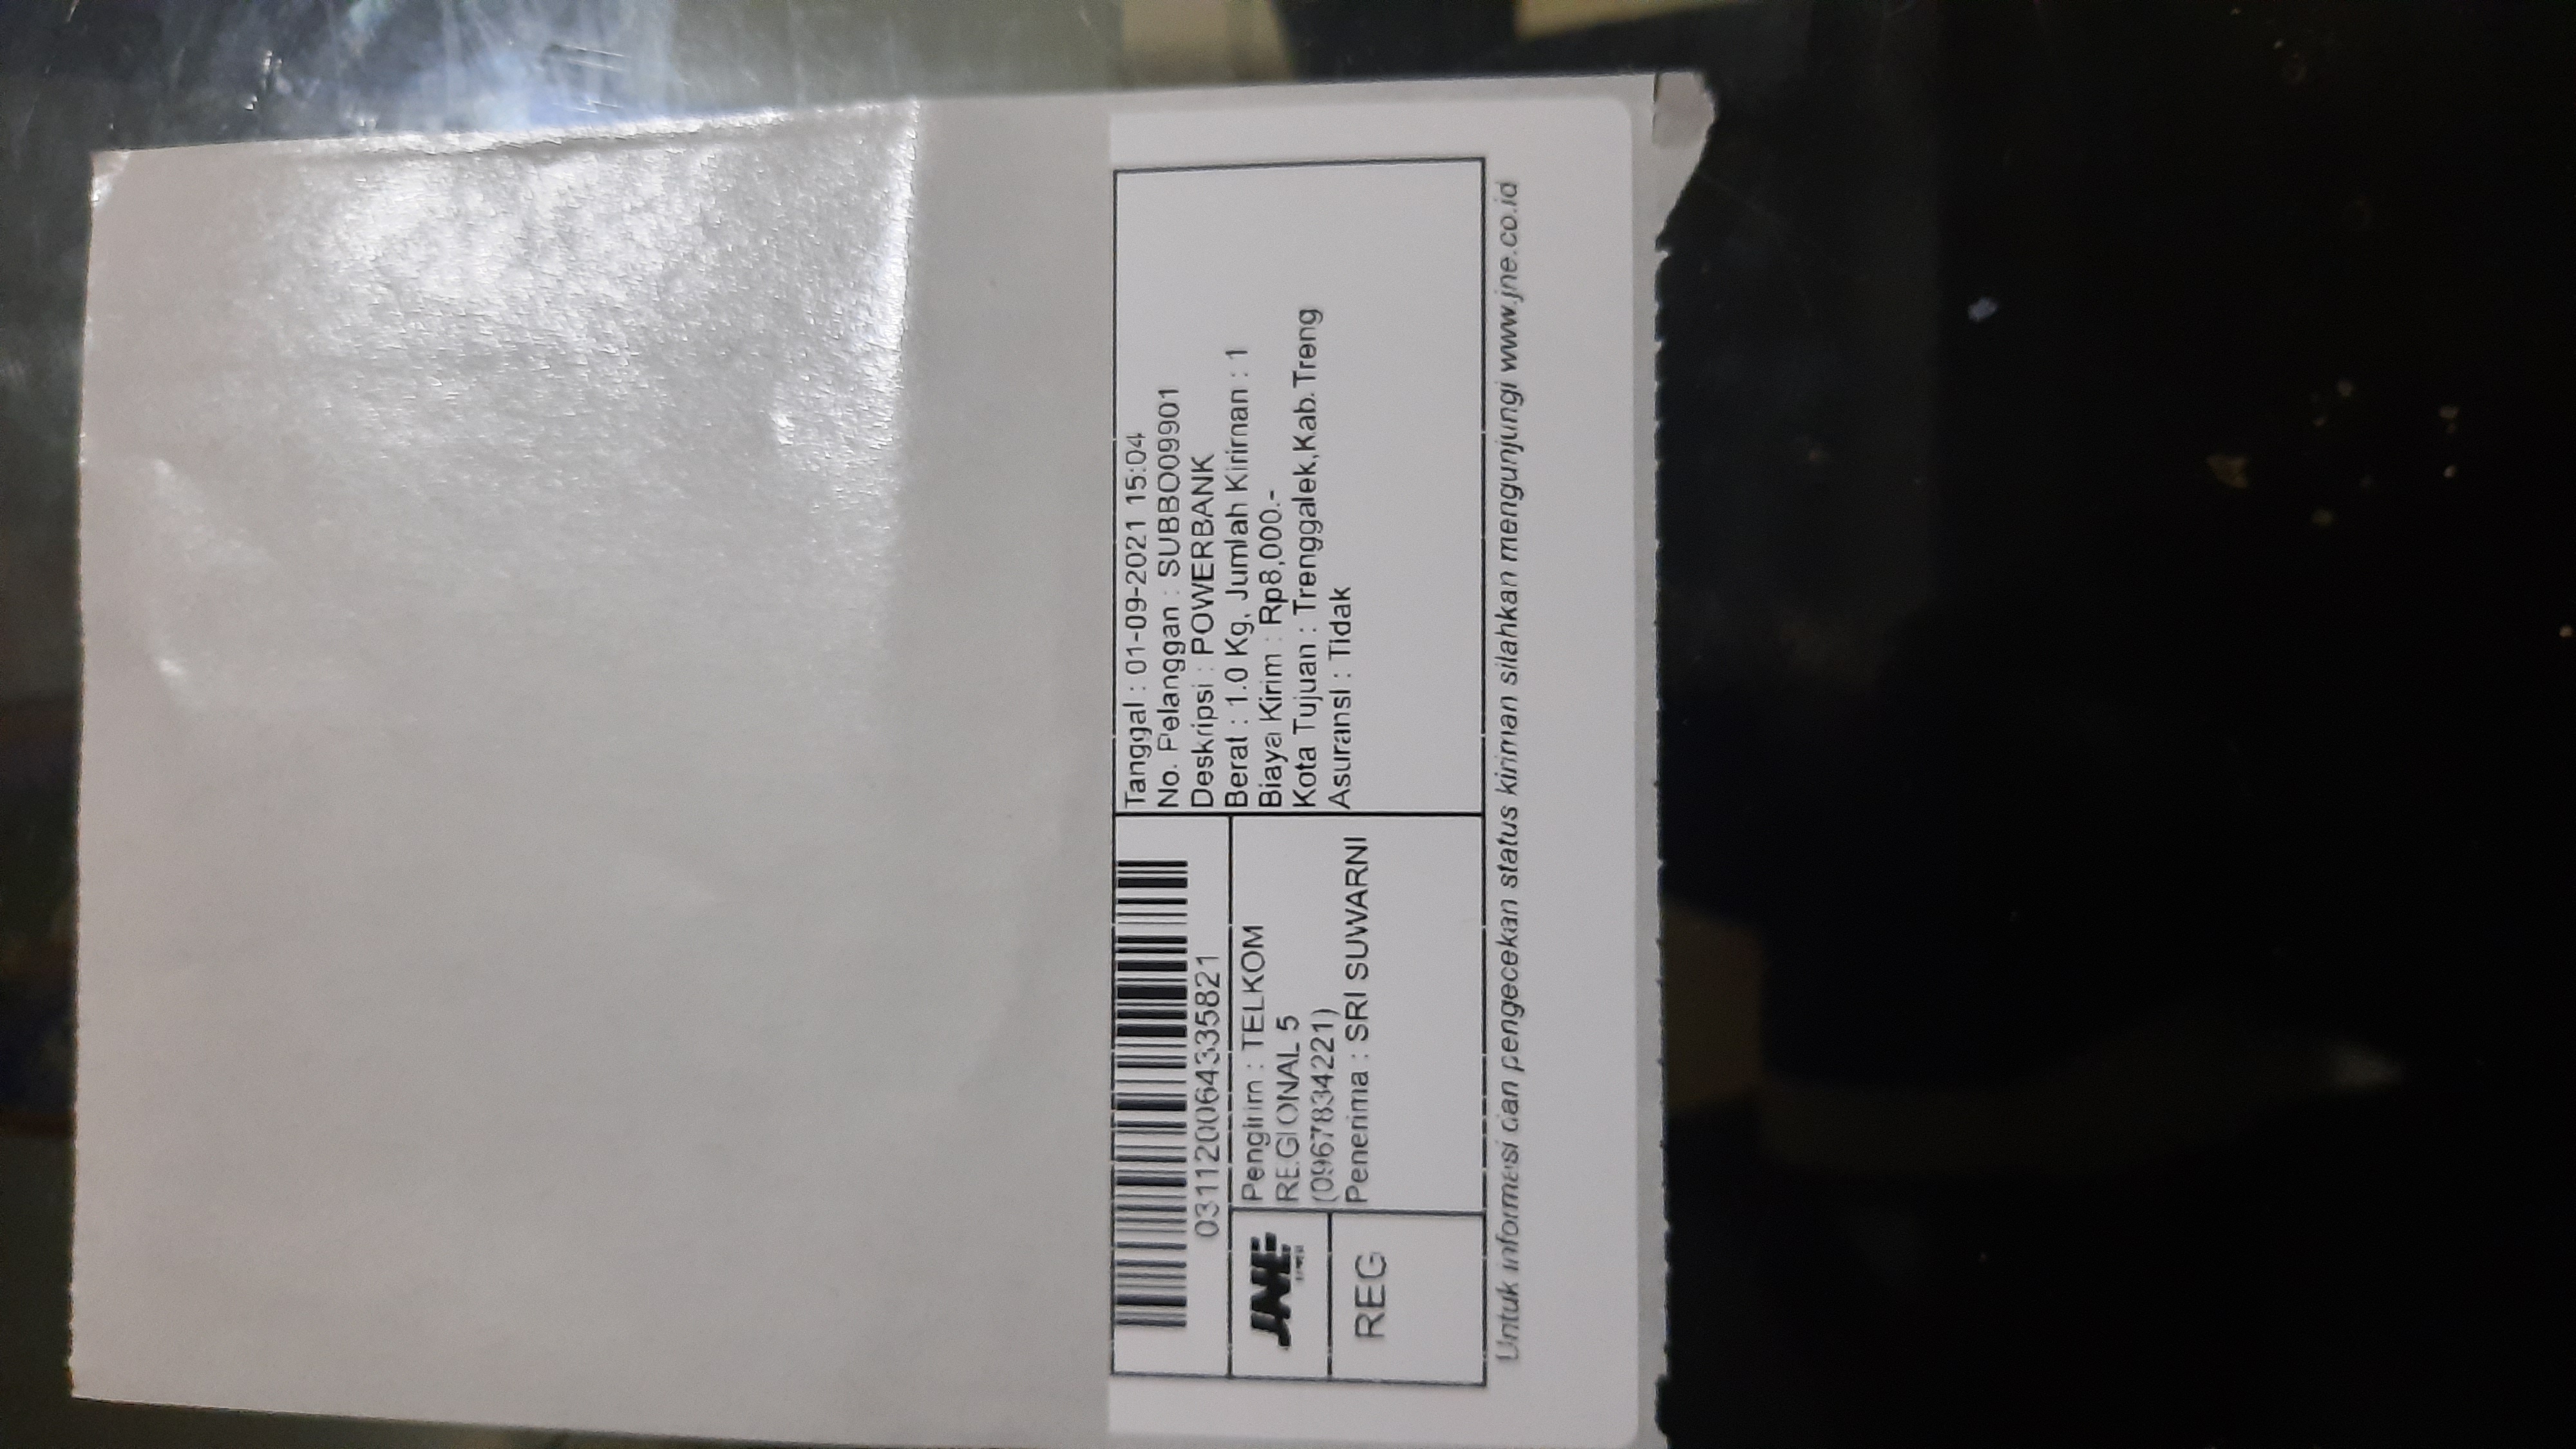 031120064335821
JNE
REG
Pengirim : TELKOM
REGIONAL 5
(0967834221)
Penerima : SRI SUWARNI
Tanggal : 01-09-2021 15:04
No. Pelanggan : SUBBO09901
Deskripsi : POWERBANK
Berat : 1.0 Kg, Jumlah Kiriman : 1
Biaya Kirim : Rp8,000.-
Kota Tujuan : Trenggalek,Kab.Treng
Asuransi : Tidak
Untuk informasi dan pengecekan status kiriman silahkan mengunjungi www.jne.co.id